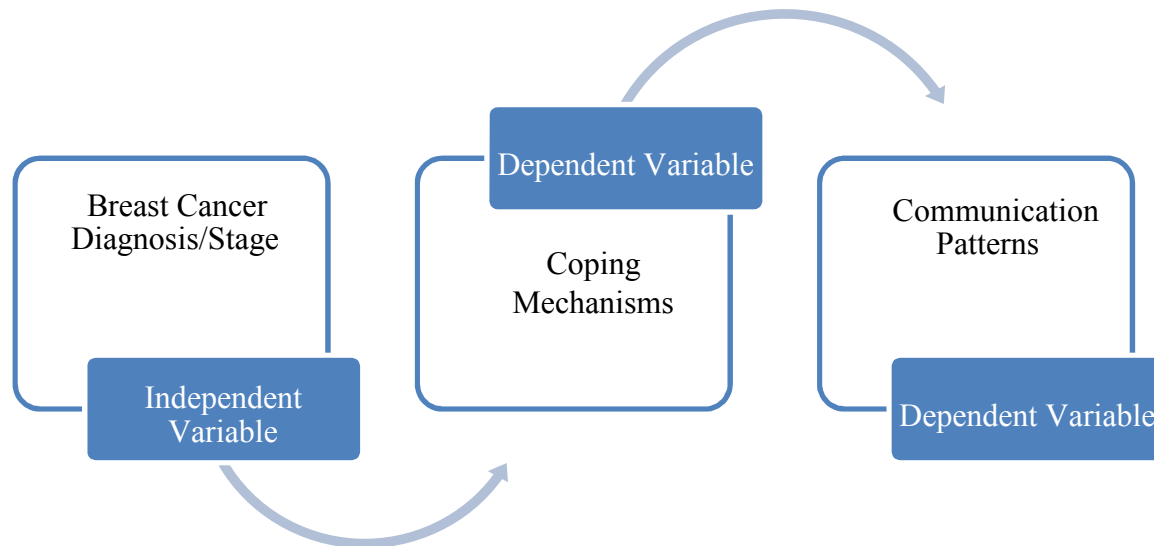 Breast Cancer
Diagnosis/Stage
Independent
Variable
Dependent Variable
Coping
Mechanisms
Communication
Patterns
Dependent Variable